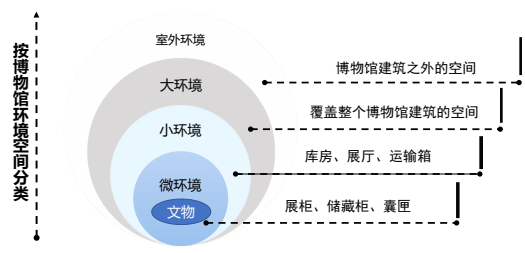 按博物馆环境空间分类
室外环境
博物馆建筑之外的空间
大环境
覆盖整个博物馆建筑的空间
小环境
库房、展厅、运输箱
微环境
展柜、储藏柜、囊匣
文物